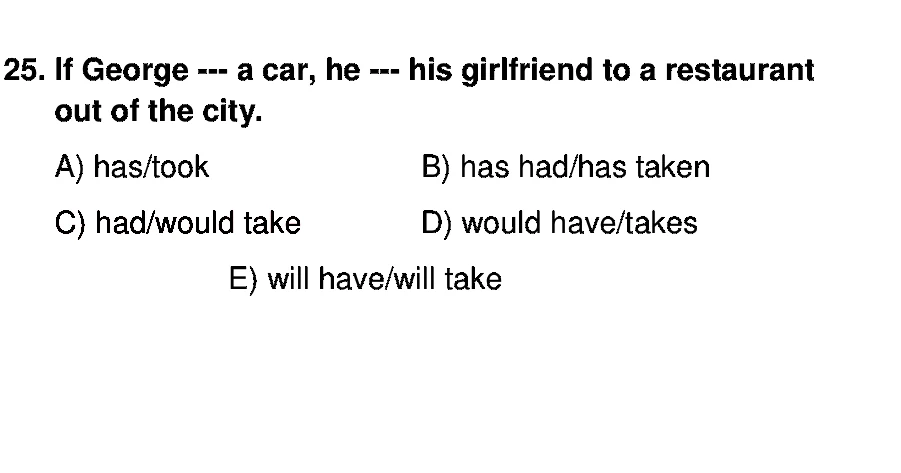 25. If George --- a car, he --- his girlfriend to a restaurant
out of the city.
A) has/took B) has had/has taken
C) had/would take D) would have/takes
E) will have/will take